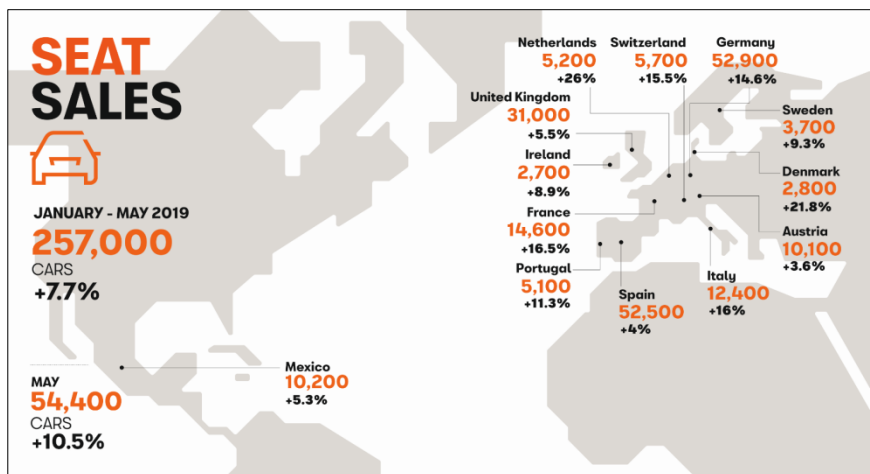 SEAT
SALES
JANUARY - MAY 2019
257,000
CARS
+7.7%
MAY
54,400
CARS
+10.5%
Mexico
10,200
+5.3%
Netherlands
5,200
+26%
Switzerland
5,700
+15.5%
Germany
52,900
+14.6%
United Kingdom
31,000
+5.5%
Ireland
2,700
+8.9%
France
14,600
+16.5%
Portugal
5,100
+11.3%
Spain
52,500
+4%
Italy
12,400
+16%
Sweden
3,700
+9.3%
Denmark
2,800
+21.8%
Austria
10,100
+3.6%